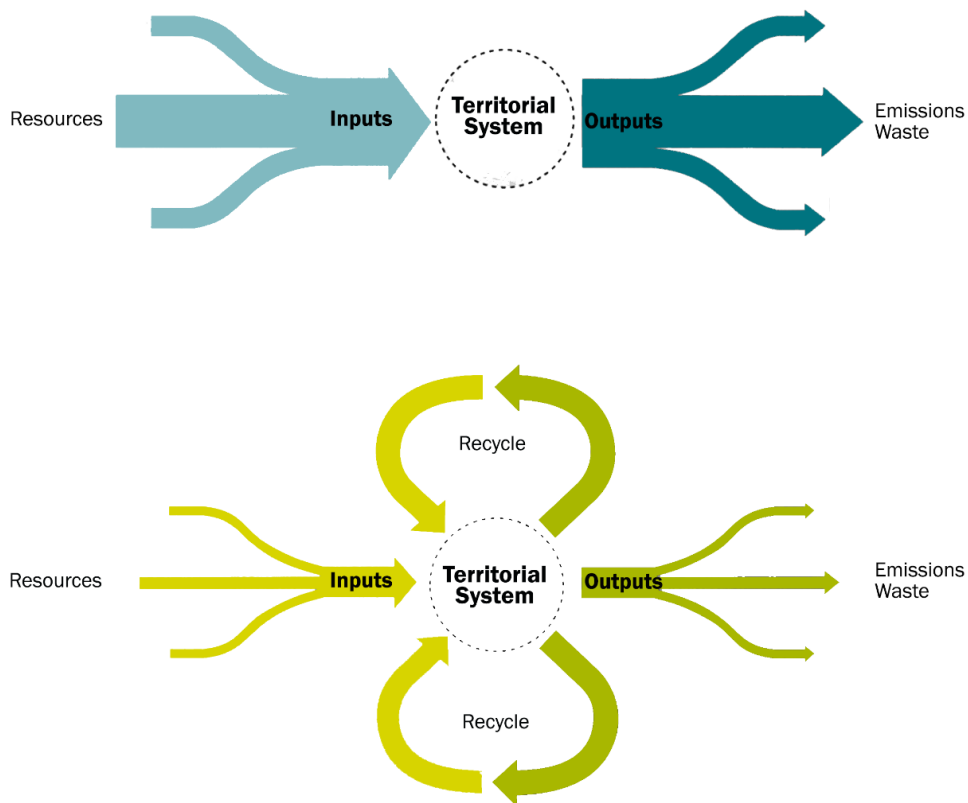 Resources
Inputs
Territorial
System
Outputs
Emissions
Waste
Recycle
Resources
Inputs
Territorial
System
Outputs
Emissions
Waste
Recycle